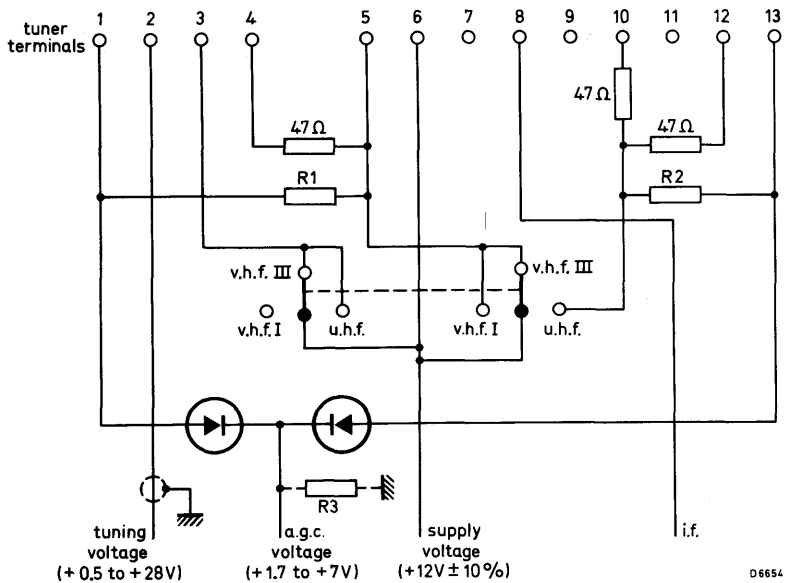 1 2 3 4 5 6 7 8 9 10 11 12 13
tuner
terminals
47Ω
47Ω
47Ω
R1
R2
v.h.f. III
v.h.f. III
v.h.f. I
u.h.f.
v.h.f. I
u.h.f.
R3
tuning
voltage
(+ 0.5 to + 28V)
a.g.c.
voltage
(+1.7 to +7V)
supply
voltage
(+12V ± 10%)
i.f.
D6654